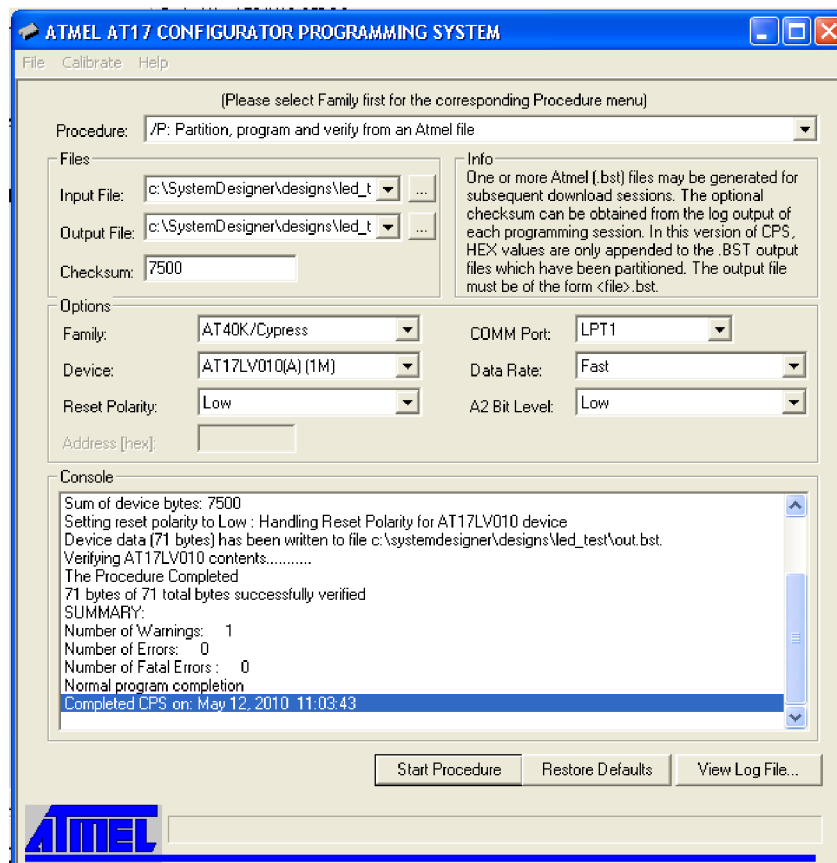 ATMEL AT17 CONFIGURATOR PROGRAMMING SYSTEM
File Calibrate Help
(Please select Family first for the corresponding Procedure menu)
Procedure: /P: Partition, program and verify from an Atmel file
Files
Input File: c:\SystemDesigner\designs\led_t ...
Output File: c:\SystemDesigner\designs\led_t ...
Checksum: 7500
Info
One or more Atmel (.bst) files may be generated for
subsequent download sessions. The optional
checksum can be obtained from the log output of
each programming session. In this version of CPS,
HEX values are only appended to the .BST output
files which have been partitioned. The output file
must be of the form <file>.bst.
Options
Family: AT40K/Cypress
COMM Port: LPT1
Device: AT17LV010(A) (1M)
Data Rate: Fast
Reset Polarity: Low
A2 Bit Level: Low
Address [hex]:
Console
Sum of device bytes: 7500
Setting reset polarity to Low : Handling Reset Polarity for AT17LV010 device
Device data (71 bytes) has been written to file c:\systemdesigner\designs\led_test\out.bst.
Verifying AT17LV010 contents...........
The Procedure Completed
71 bytes of 71 total bytes successfully verified
SUMMARY:
Number of Warnings: 1
Number of Errors: 0
Number of Fatal Errors : 0
Normal program completion
Completed CPS on: May 12, 2010 11:03:43
Start Procedure Restore Defaults View Log File...
ATMEL